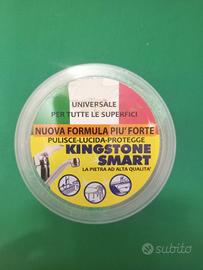 UNIVERSALE
PER TUTTE LE SUPERFICI
NUOVA FORMULA PIU' FORTE
PULISCE-LUCIDA-PROTEGGE
KINGSTONE
SMART
LA PIETRA AD ALTA QUALITA'
subito